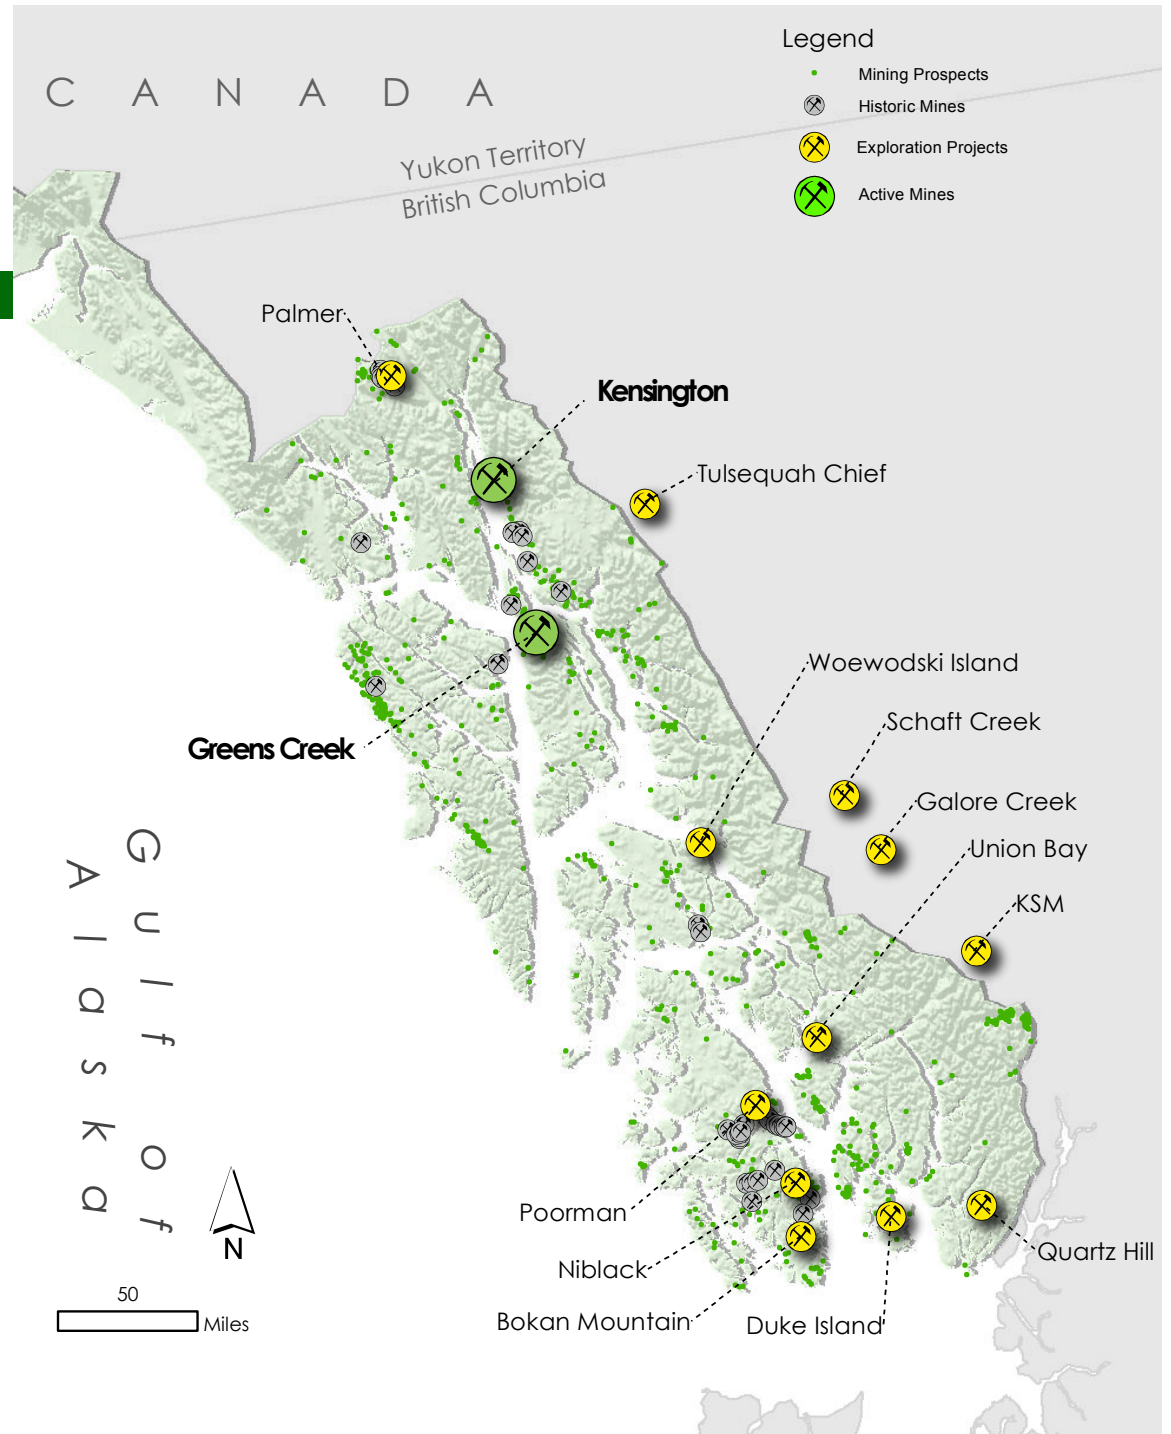 Legend
Mining Prospects
Historic Mines
Exploration Projects
Active Mines
CANADA
Yukon Territory
British Columbia
Palmer
Kensington
Tulsequah Chief
Woewodski Island
Schaft Creek
Greens Creek
Galore Creek
Union Bay
KSM
Gulf of
Alaska
Poorman
N
Quartz Hill
Niblack
50
Miles
Bokan Mountain
Duke Island